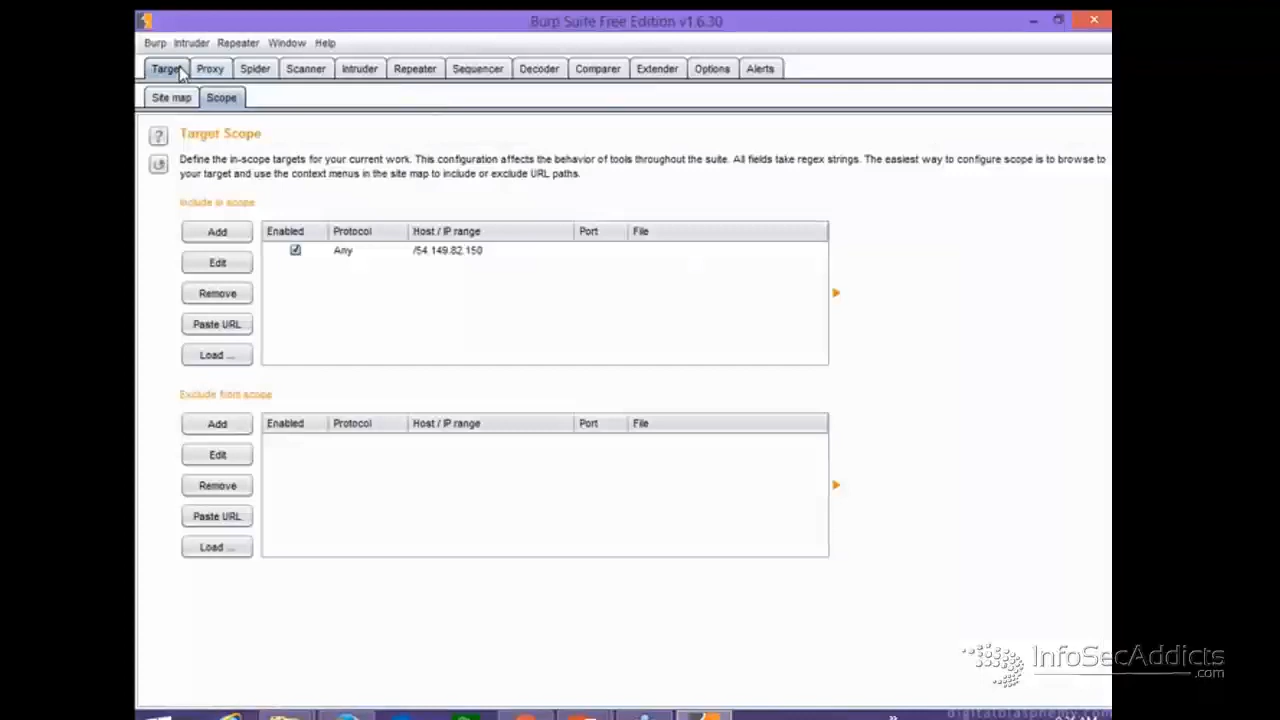 Burp Suite Free Edition v1.6.30
Burp Intruder Repeater Window Help
Target Proxy Spider Scanner Intruder Repeater Sequencer Decoder Comparer Extender Options Alerts
Site map Scope
? Target Scope
Define the in-scope targets for your current work. This configuration affects the behavior of tools throughout the suite. All fields take regex strings. The easiest way to configure scope is to browse to
your target and use the context menus in the site map to include or exclude URL paths.
Include in scope
Add Enabled Protocol Host / IP range Port File
Any /54.149.82.150
Edit
Remove
Paste URL
Load ...
Exclude from scope
Add Enabled Protocol Host / IP range Port File
Edit
Remove
Paste URL
Load ...
InfoSecAddicts
.com